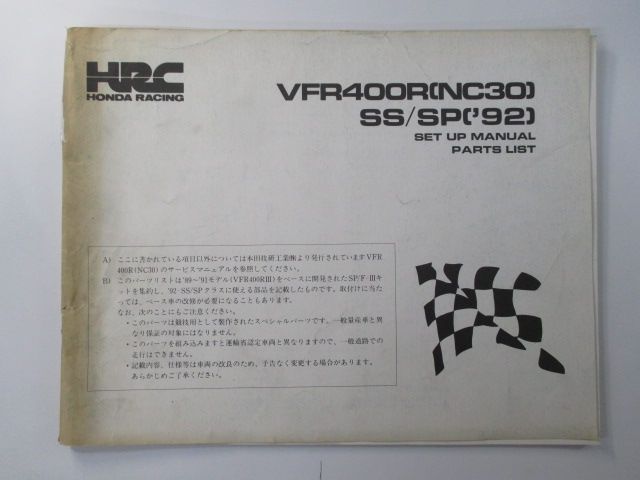 HRC
HONDA RACING
VFR400R(NC30)
SS/SP('92)
SET UP MANUAL
PARTS LIST
A) ここに書かれている項目以外については本田技研工業㈱より発行されていますVFR
400R(NC30)のサービスマニュアルを参照してください。
B) このパーツリストは'89~'91モデル(VFR400RⅢ)をベースに開発されたSP/F-Ⅲキ
ットを集約し、'92-SS/SPクラスに使える部品を記載したものです。取付けに当た
っては、ベース車の改修が必要になることもあります。
なお、次のことにもご注意ください。
・このパーツは競技用として製作されたスペシャルパーツです。一般量産車と異
なり保証の対象にはなりません。
・このパーツを組み込みますと運輸省認定車両と異なりますので、一般道路での
走行はできません。
・記載内容、仕様等は車両の改良のため、予告なく変更する場合があります。
あらかじめご了承ください。